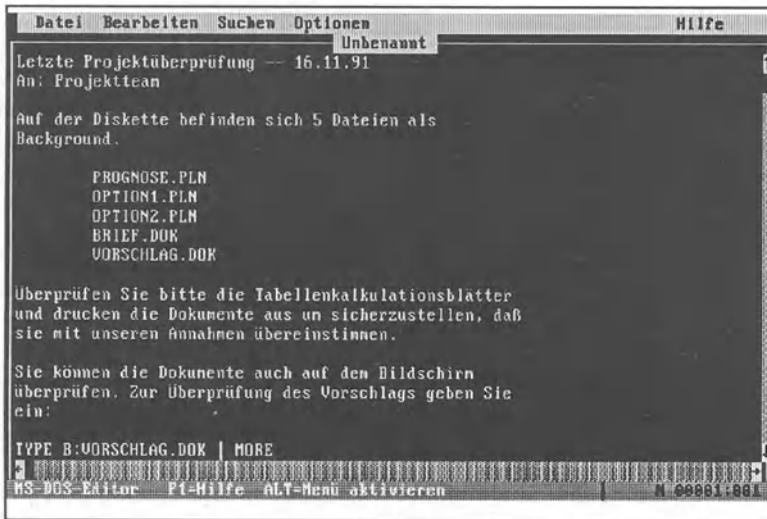 Datei Bearbeiten Suchen Optionen Hilfe
Unbenannt
Letzte Projektüberprüfung -- 16.11.91
An: Projektteam
Auf der Diskette befinden sich 5 Dateien als
Background.
PROGNOSE.PLN
OPTION1.PLN
OPTION2.PLN
BRIEF.DOK
VORSCHLAG.DOK
Überprüfen Sie bitte die Tabellenkalkulationsblätter
und drucken die Dokumente aus um sicherzustellen, daß
sie mit unseren Annahmen übereinstimmen.
Sie können die Dokumente auch auf dem Bildschirm
überprüfen. Zur Überprüfung des Vorschlags geben Sie
ein:
TYPE B:VORSCHLAG.DOK | MORE
MS-DOS-Editor F1=Hilfe ALT=Menü aktivieren N 00001:001